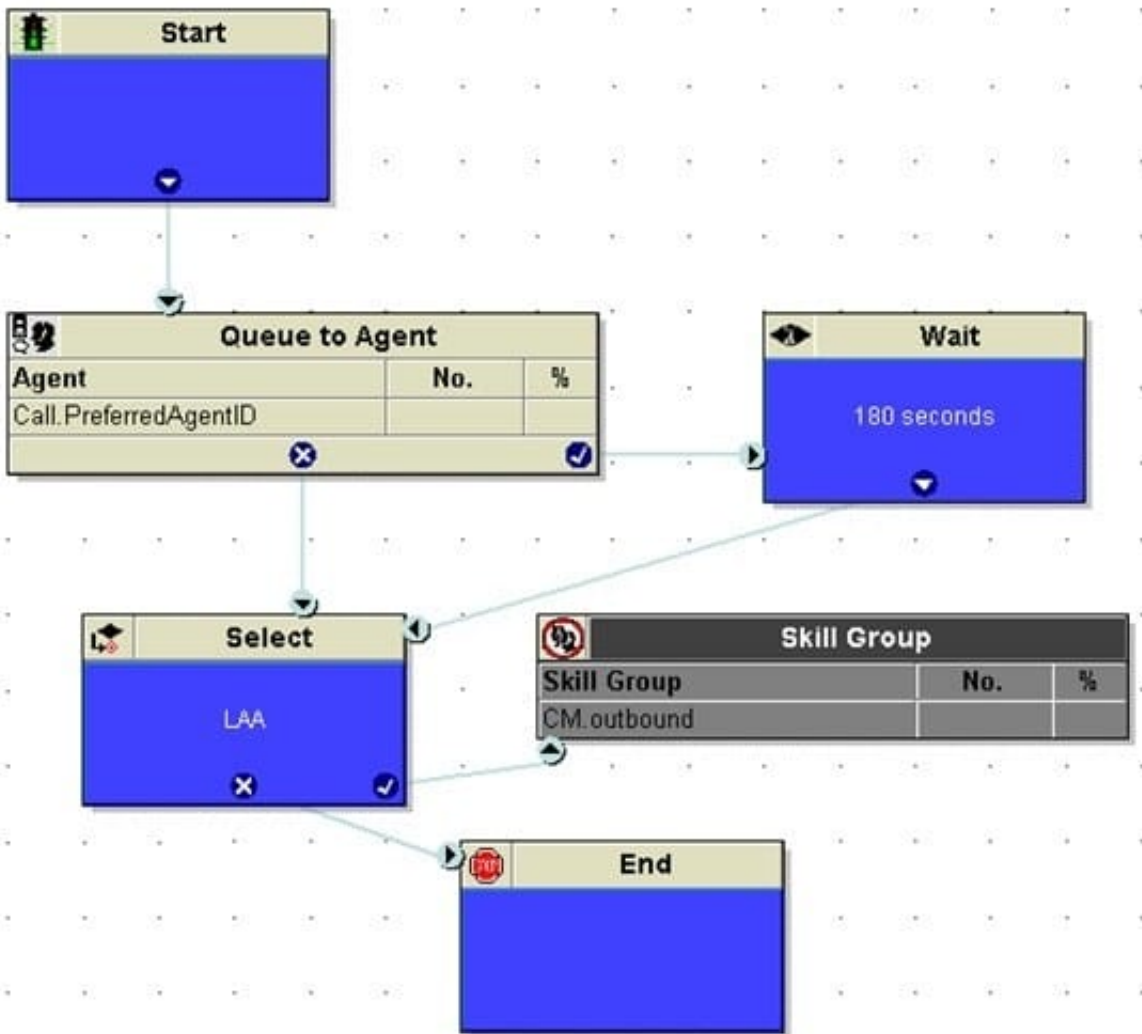 Start
Queue to Agent
Agent No. %
Call.PreferredAgentID
Wait
180 seconds
Select
LAA
Skill Group
Skill Group No. %
CM.outbound
End